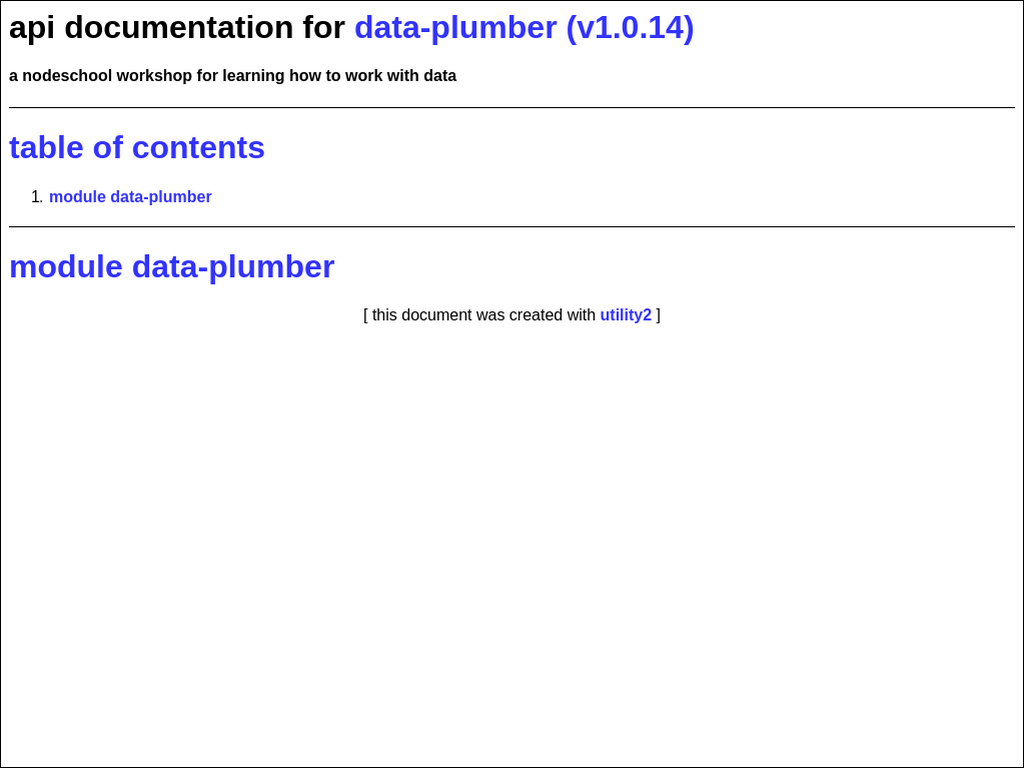 api documentation for data-plumber (v1.0.14)
a nodeschool workshop for learning how to work with data
table of contents
1. module data-plumber
module data-plumber
[ this document was created with utility2 ]